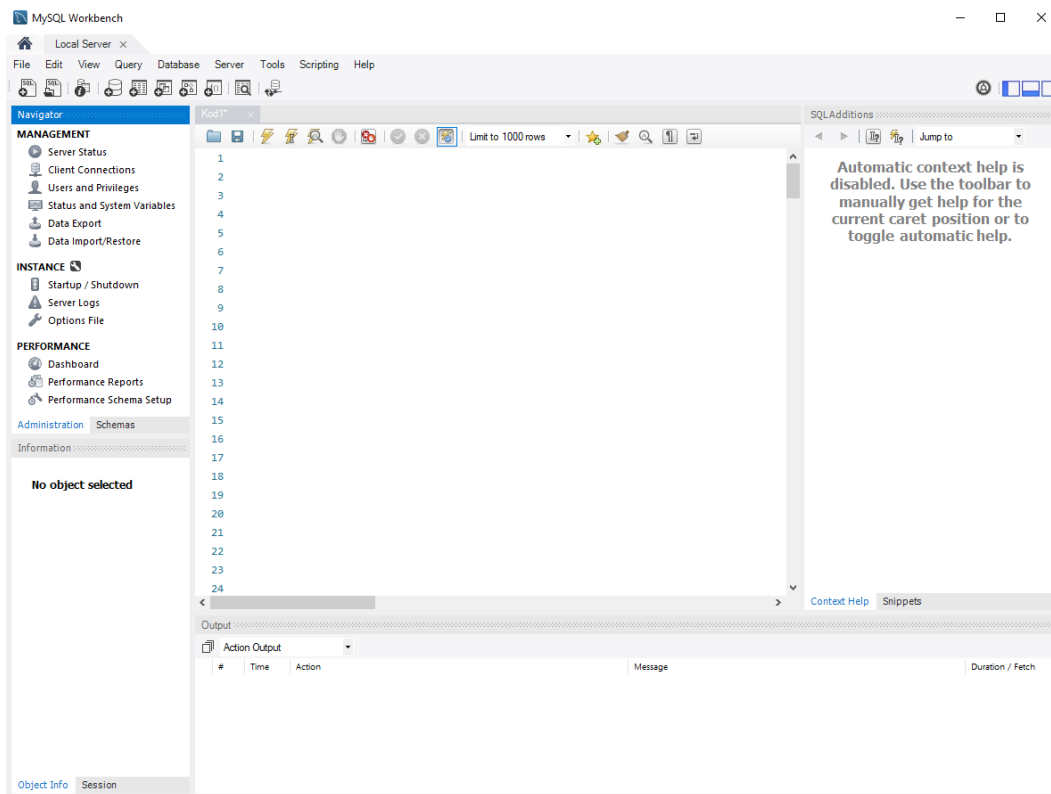 MySQL Workbench
Local Server
File Edit View Query Database Server Tools Scripting Help
Navigator
MANAGEMENT
Server Status
Client Connections
Users and Privileges
Status and System Variables
Data Export
Data Import/Restore
INSTANCE
Startup / Shutdown
Server Logs
Options File
PERFORMANCE
Dashboard
Performance Reports
Performance Schema Setup
Administration Schemas
Information
No object selected
Object Info Session
Kod1*
Limit to 1000 rows
1
2
3
4
5
6
7
8
9
10
11
12
13
14
15
16
17
18
19
20
21
22
23
24
SQLAdditions
Jump to
Automatic context help is
disabled. Use the toolbar to
manually get help for the
current caret position or to
toggle automatic help.
Context Help Snippets
Output
Action Output
# Time Action Message Duration / Fetch